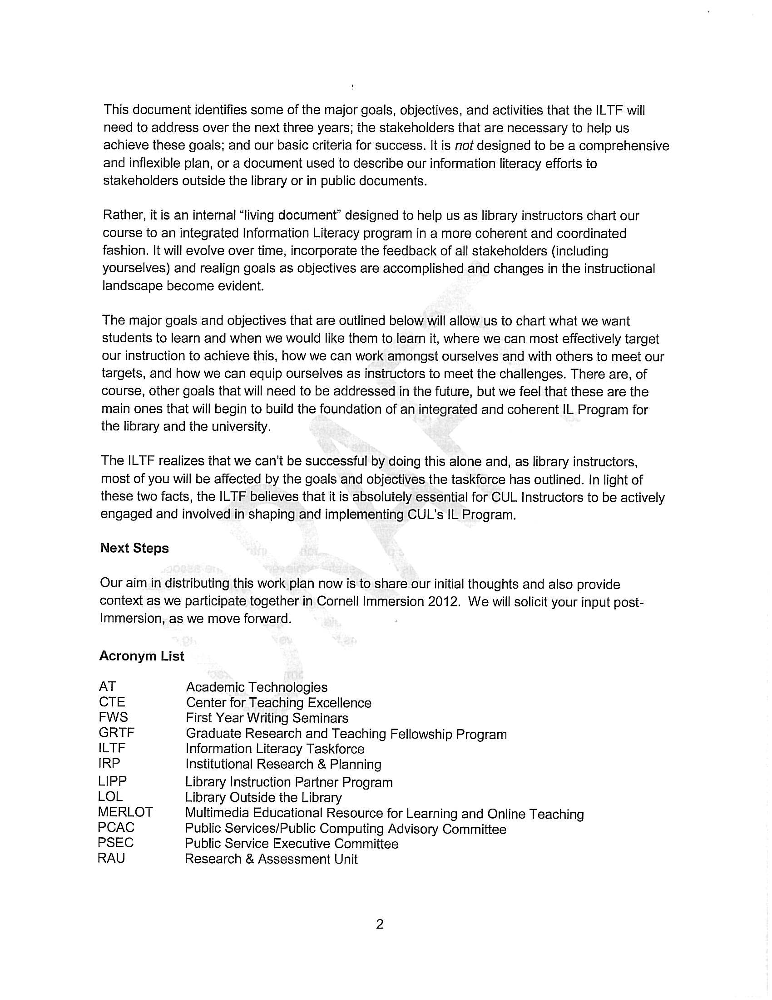 This document identifies some of the major goals, objectives, and activities that the ILTF will
need to address over the next three years; the stakeholders that are necessary to help us
achieve these goals; and our basic criteria for success. It is not designed to be a comprehensive
and inflexible plan, or a document used to describe our information literacy efforts to
stakeholders outside the library or in public documents.
Rather, it is an internal “living document” designed to help us as library instructors chart our
course to an integrated Information Literacy program in a more coherent and coordinated
fashion. It will evolve over time, incorporate the feedback of all stakeholders (including
yourselves) and realign goals as objectives are accomplished and changes in the instructional
landscape become evident.
The major goals and objectives that are outlined below will allow us to chart what we want
students to learn and when we would like them to learn it, where we can most effectively target
our instruction to achieve this, how we can work amongst ourselves and with others to meet our
targets, and how we can equip ourselves as instructors to meet the challenges. There are, of
course, other goals that will need to be addressed in the future, but we feel that these are the
main ones that will begin to build the foundation of an integrated and coherent IL Program for
the library and the university.
The ILTF realizes that we can't be successful by doing this alone and, as library instructors,
most of you will be affected by the goals and objectives the taskforce has outlined. In light of
these two facts, the ILTF believes that it is absolutely essential for CUL Instructors to be actively
engaged and involved in shaping and implementing CUL's IL Program.
Next Steps
Our aim in distributing this work plan now is to share our initial thoughts and also provide
context as we participate together in Cornell Immersion 2012.  We will solicit your input post-
Immersion, as we move forward.
Acronym List
AT Academic Technologies
CTE Center for Teaching Excellence
FWS First Year Writing Seminars
GRTF Graduate Research and Teaching Fellowship Program
ILTF Information Literacy Taskforce
IRP Institutional Research & Planning
LIPP Library Instruction Partner Program
LOL Library Outside the Library
MERLOT Multimedia Educational Resource for Learning and Online Teaching
PCAC Public Services/Public Computing Advisory Committee
PSEC Public Service Executive Committee
RAU Research & Assessment Unit
2
DRAFT